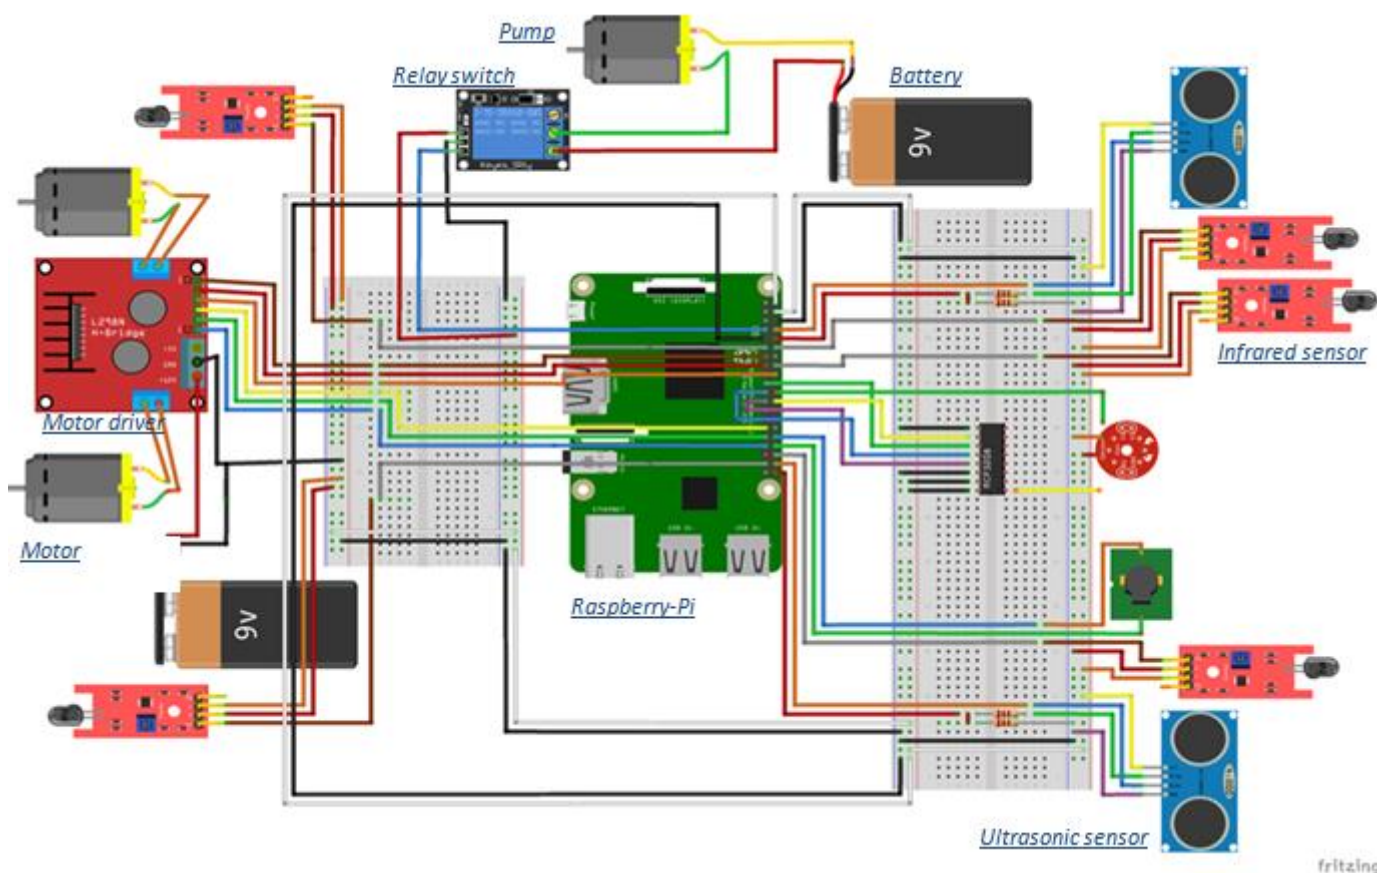 Pump
Relay switch
Battery
9v
L298N
H-Bridge
Infrared sensor
Motor driver
Motor
Raspberry-Pi
9v
Ultrasonic sensor
fritzing